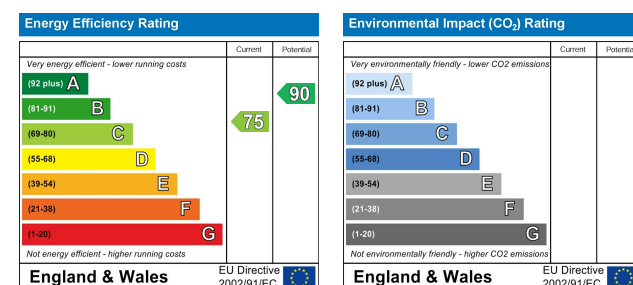 Energy Efficiency Rating
Current Potential
Very energy efficient - lower running costs
(92 plus) A
(81-91) B
(69-80) C
(55-68) D
(39-54) E
(21-38) F
(1-20) G
75
90
Not energy efficient - higher running costs
England & Wales
EU Directive
2002/91/EC
Environmental Impact (CO₂) Rating
Current Potential
Very environmentally friendly - lower CO2 emissions
(92 plus) A
(81-91) B
(69-80) C
(55-68) D
(39-54) E
(21-38) F
(1-20) G
Not environmentally friendly - higher CO2 emissions
England & Wales
EU Directive
2002/91/EC